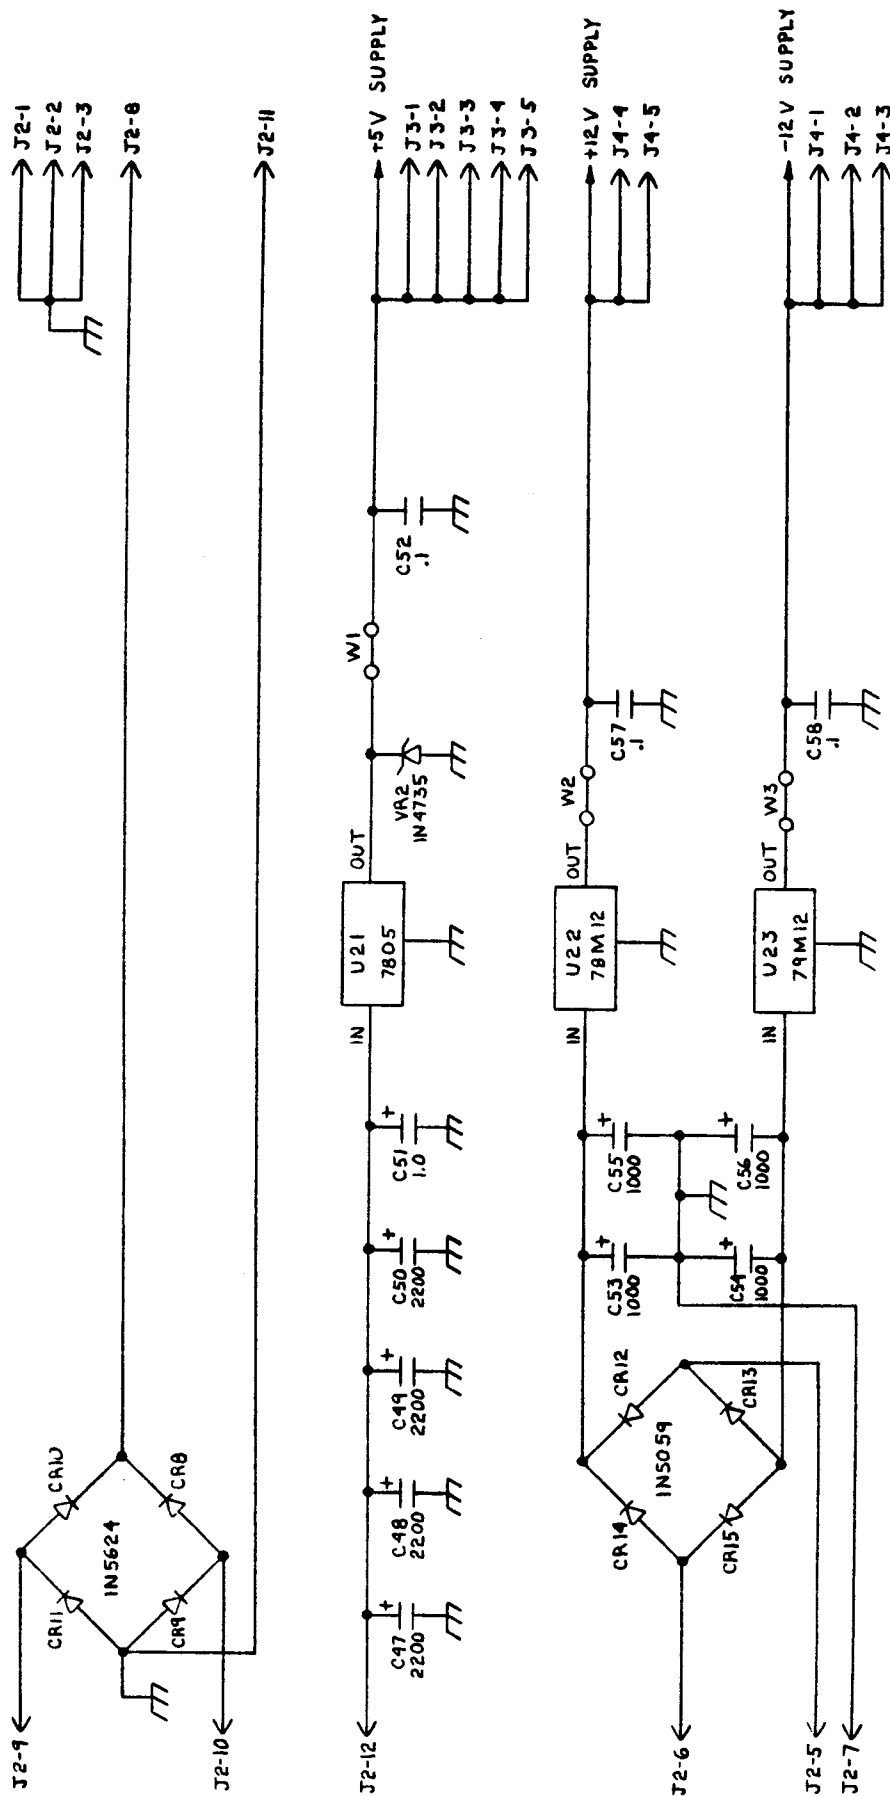 J2-1
J2-2
J2-3
J2-8
J2-11
J2-9
J2-10
CR10
CR8
CR11
CR9
1N5624
J2-12
C47
2200
+
C48
2200
+
C49
2200
+
C50
2200
+
C51
1.0
+
IN
U21
7805
OUT
VR2
1N4735
W1
C52
.1
+5V SUPPLY
J3-1
J3-2
J3-3
J3-4
J3-5
J2-6
J2-5
J2-7
CR14
CR12
CR15
CR13
1N5059
C53
1000
+
C54
1000
+
C55
1000
+
C56
1000
+
IN
U22
78M12
OUT
W2
C57
.1
+12V SUPPLY
J4-4
J4-5
IN
U23
79M12
OUT
W3
C58
.1
-12V SUPPLY
J4-1
J4-2
J4-3